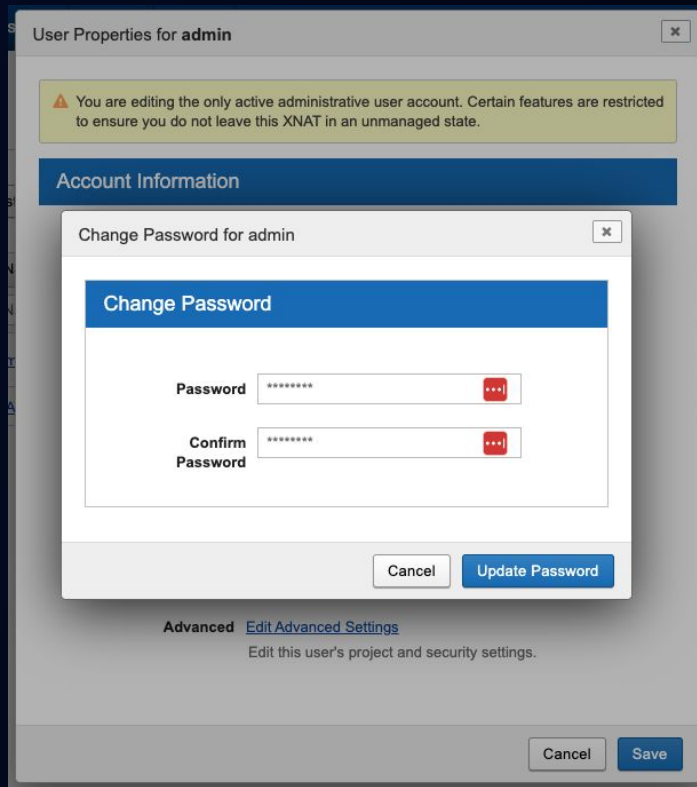 User Properties for admin
You are editing the only active administrative user account. Certain features are restricted
to ensure you do not leave this XNAT in an unmanaged state.
Account Information
Change Password for admin
Change Password
Password ********
Confirm
Password ********
Cancel Update Password
Advanced Edit Advanced Settings
Edit this user's project and security settings.
Cancel Save